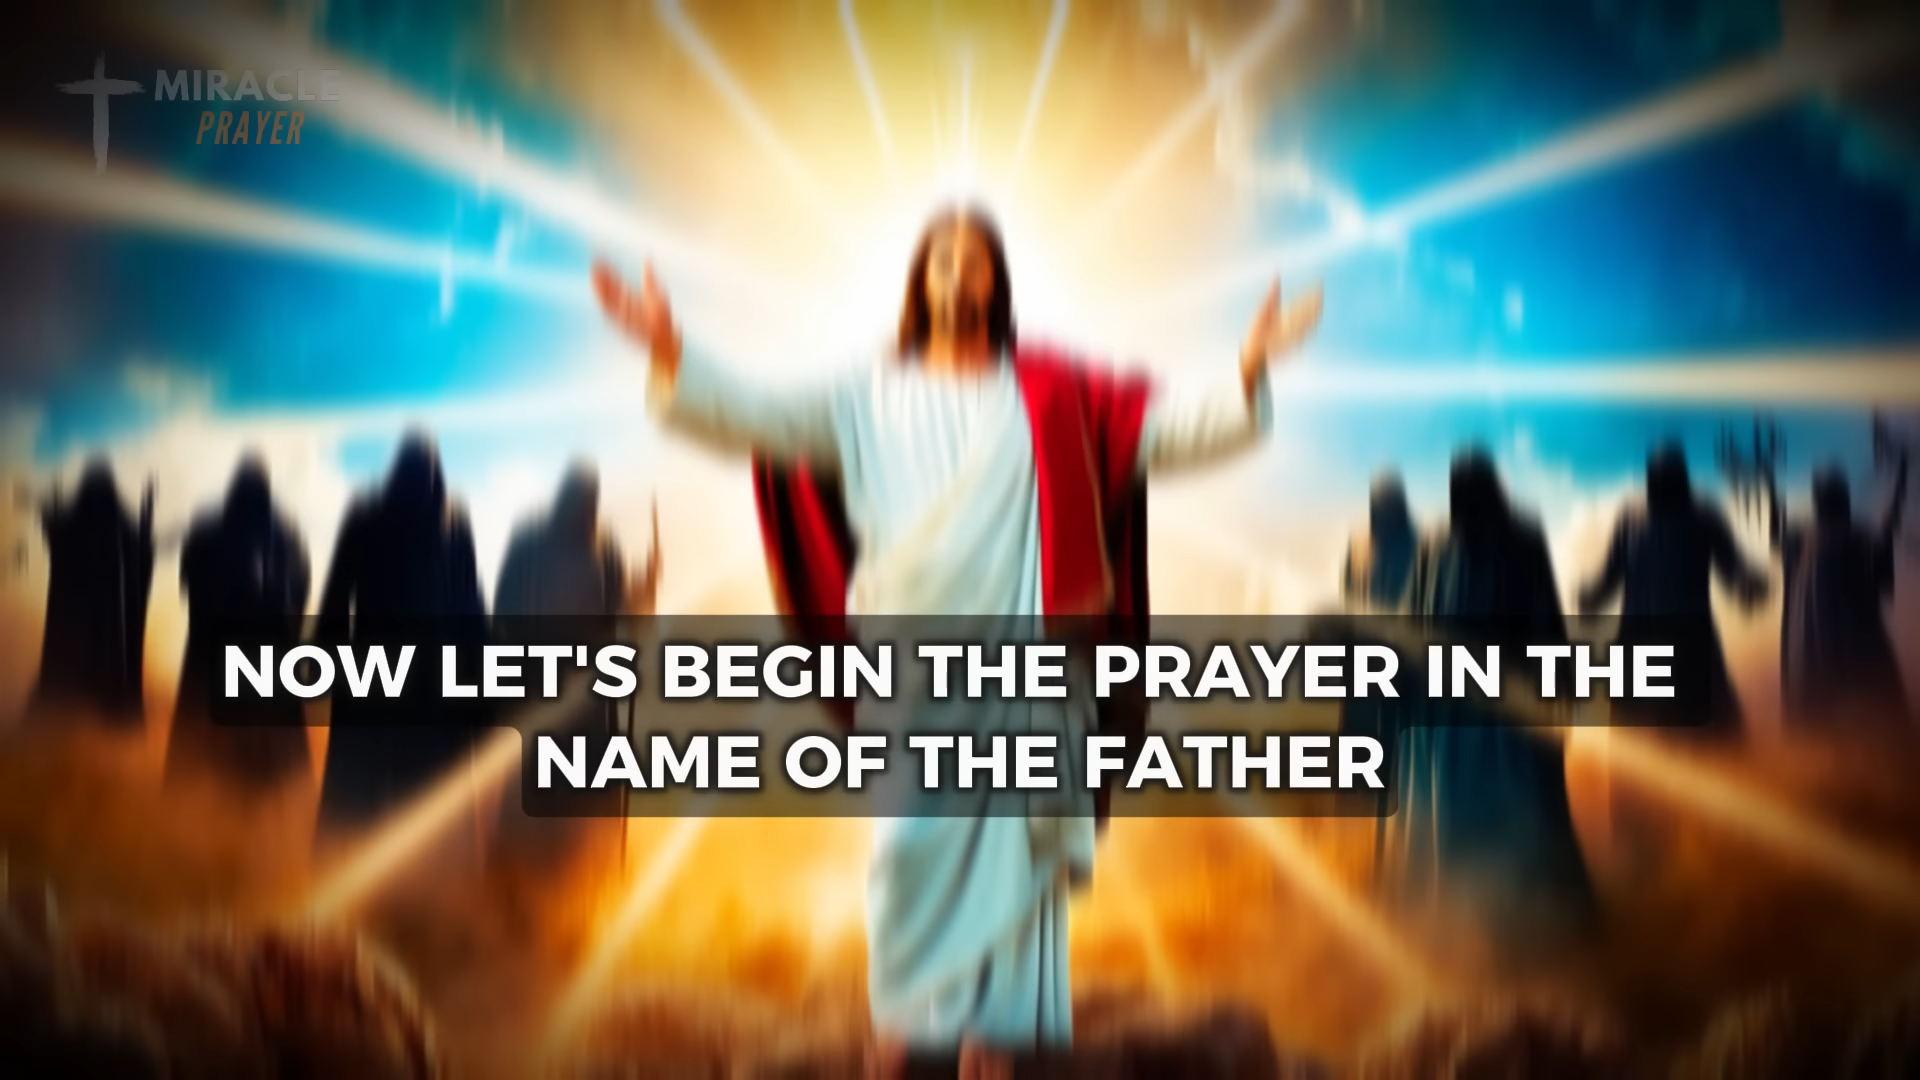 MIRACLE
PRAYER
NOW LET'S BEGIN THE PRAYER IN THE
NAME OF THE FATHER